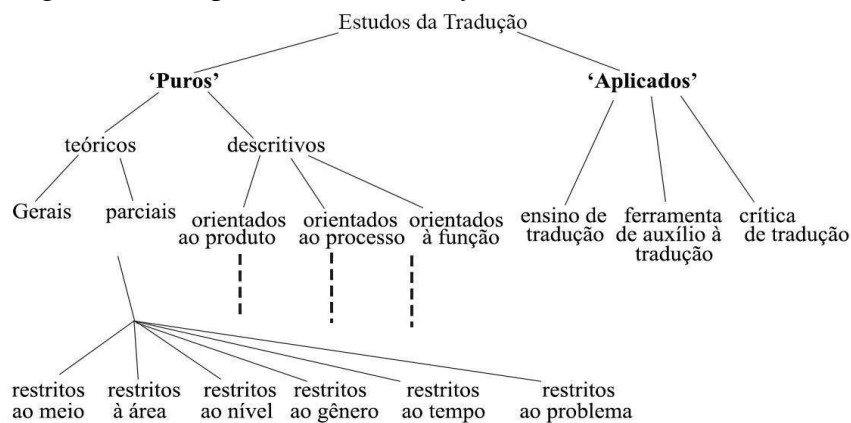 Estudos da Tradução
‘Puros’ ‘Aplicados’
teóricos descritivos
Gerais parciais
orientados
ao produto
orientados
ao processo
orientados
à função
ensino de
tradução
ferramenta
de auxílio à
tradução
crítica
de tradução
restritos
ao meio
restritos
à área
restritos
ao nível
restritos
ao gênero
restritos
ao tempo
restritos
ao problema